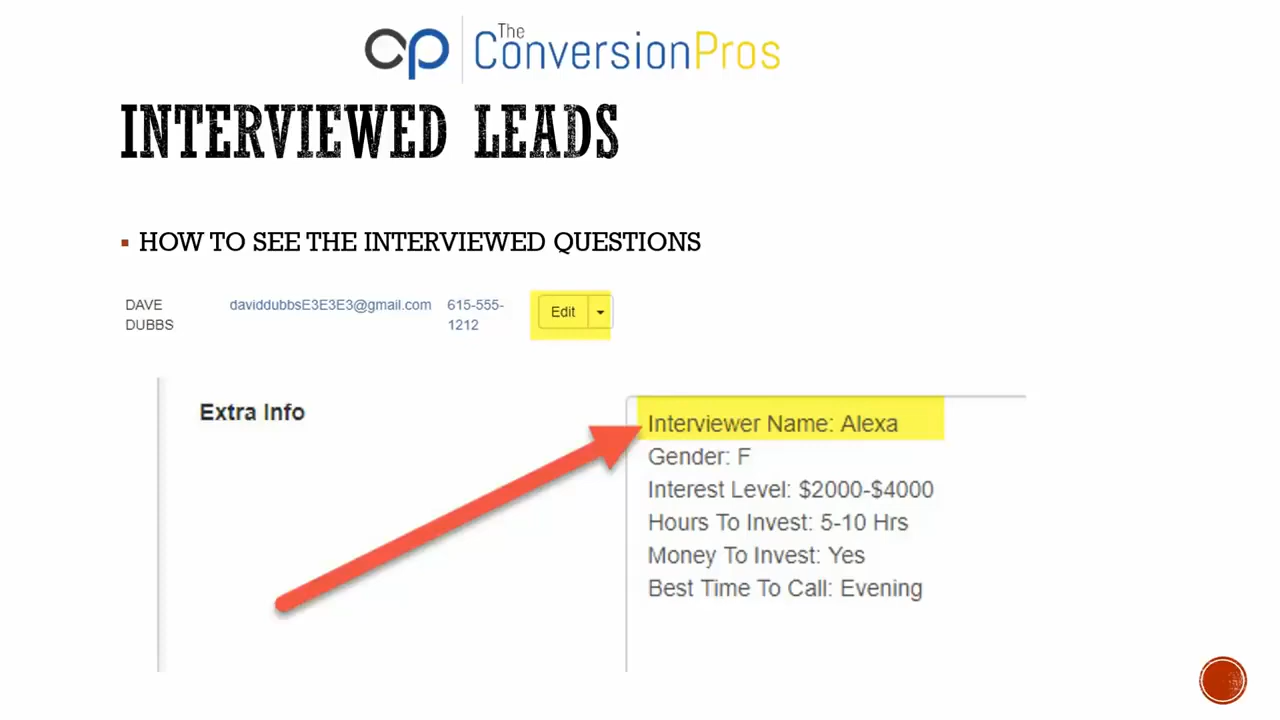 cp The
ConversionPros
INTERVIEWED LEADS
▪ HOW TO SEE THE INTERVIEWED QUESTIONS
DAVE daviddubbsE3E3E3@gmail.com 615-555- Edit
DUBBS 1212
Extra Info
Interviewer Name: Alexa
Gender: F
Interest Level: $2000-$4000
Hours To Invest: 5-10 Hrs
Money To Invest: Yes
Best Time To Call: Evening